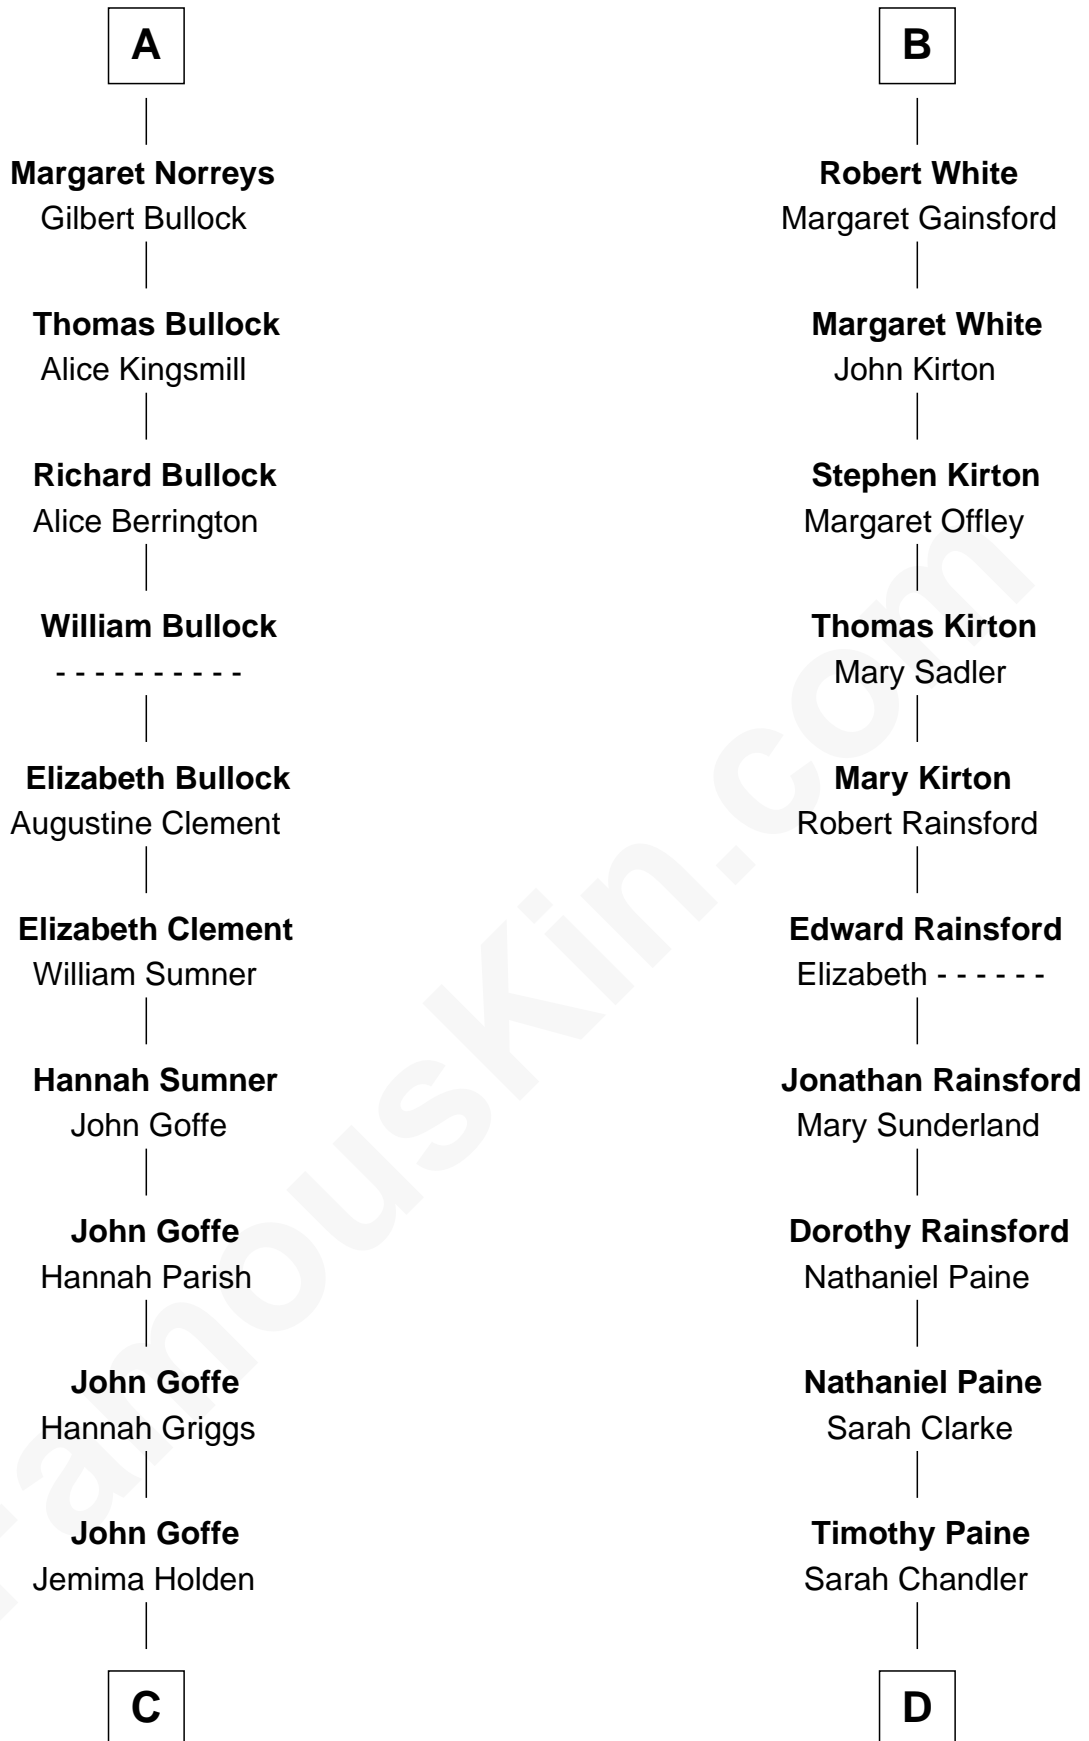 A
B
Margaret Norreys
Gilbert Bullock
Robert White
Margaret Gainsford
Thomas Bullock
Alice Kingsmill
Margaret White
John Kirton
Richard Bullock
Alice Berrington
Stephen Kirton
Margaret Offley
William Bullock
- - - - - - - - - -
Thomas Kirton
Mary Sadler
Elizabeth Bullock
Augustine Clement
Mary Kirton
Robert Rainsford
Elizabeth Clement
William Sumner
Edward Rainsford
Elizabeth - - - - - -
Hannah Sumner
John Goffe
Jonathan Rainsford
Mary Sunderland
John Goffe
Hannah Parish
Dorothy Rainsford
Nathaniel Paine
John Goffe
Hannah Griggs
Nathaniel Paine
Sarah Clarke
John Goffe
Jemima Holden
Timothy Paine
Sarah Chandler
C
D
FamousKin.com